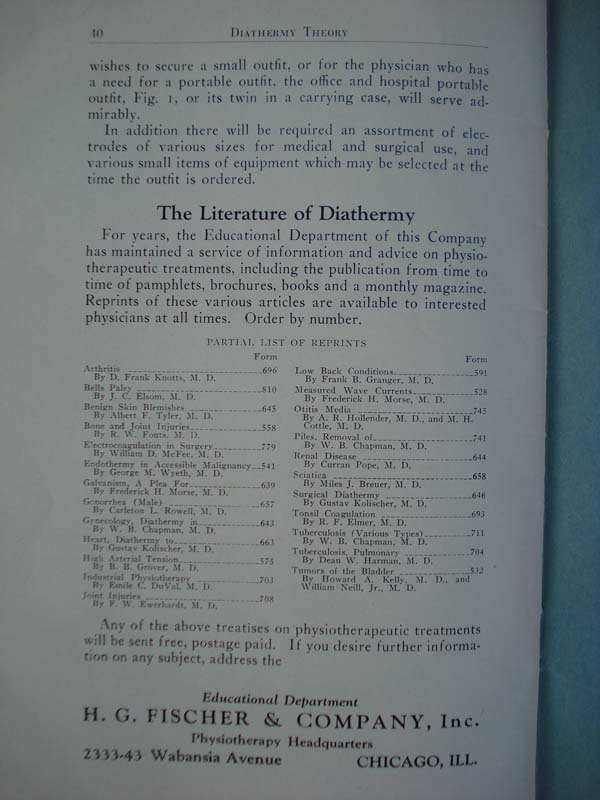 40 DIATHERMY THEORY
wishes to secure a small outfit, or for the physician who has
a need for a portable outfit, the office and hospital portable
outfit, Fig. 1, or its twin in a carrying case, will serve ad-
mirably.
In addition there will be required an assortment of elec-
trodes of various sizes for medical and surgical use, and
various small items of equipment which may be selected at the
time the outfit is ordered.
The Literature of Diathermy
For years, the Educational Department of this Company
has maintained a service of information and advice on physio-
therapeutic treatments, including the publication from time to
time of pamphlets, brochures, books and a monthly magazine.
Reprints of these various articles are available to interested
physicians at all times. Order by number.
PARTIAL LIST OF REPRINTS
Form
Arthritis 696
By D. Frank Knotts, M. D.
Bells Palsy 810
By J. C. Elsom, M. D.
Benign Skin Blemishes 645
By Albert F. Tyler, M. D.
Bone and Joint Injuries 558
By R. W. Fouts, M. D.
Electrocoagulation in Surgery 779
By William D. McFee, M. D.
Endothermy in Accessible Malignancy 541
By George M. Wyeth, M. D.
Galvanism, A Plea For 639
By Frederick H. Morse, M. D.
Gonorrhea (Male) 657
By Carleton L. Rowell, M. D.
Gynecology, Diathermy in 643
By W. B. Chapman, M. D.
Heart, Diathermy to 663
By Gustav Kolischer, M. D.
High Arterial Tension 575
By B. B. Grover, M. D.
Industrial Physiotherapy 703
By Emile C. DuVal, M. D.
Joint Injuries 708
By F. W. Ewerhardt, M. D.
Form
Low Back Conditions 591
By Frank B. Granger, M. D.
Measured Wave Currents 528
By Frederick H. Morse, M. D.
Otitis Media 745
By A. R. Hollender, M. D., and M. H.
Cottle, M. D.
Piles, Removal of 741
By W. B. Chapman, M. D.
Renal Disease 644
By Curran Pope, M. D.
Sciatica 658
By Miles J. Breuer, M. D.
Surgical Diathermy 646
By Gustav Kolischer, M. D.
Tonsil Coagulation 693
By R. F. Elmer, M. D.
Tuberculosis (Various Types) 711
By W. B. Chapman, M. D.
Tuberculosis, Pulmonary 704
By Dean W. Harman, M. D.
Tumors of the Bladder 532
By Howard A. Kelly, M. D., and
William Neill, Jr., M. D.
Any of the above treatises on physiotherapeutic treatments
will be sent free, postage paid. If you desire further informa-
tion on any subject, address the
Educational Department
H. G. FISCHER & COMPANY, Inc.
Physiotherapy Headquarters
2333-43 Wabansia Avenue CHICAGO, ILL.